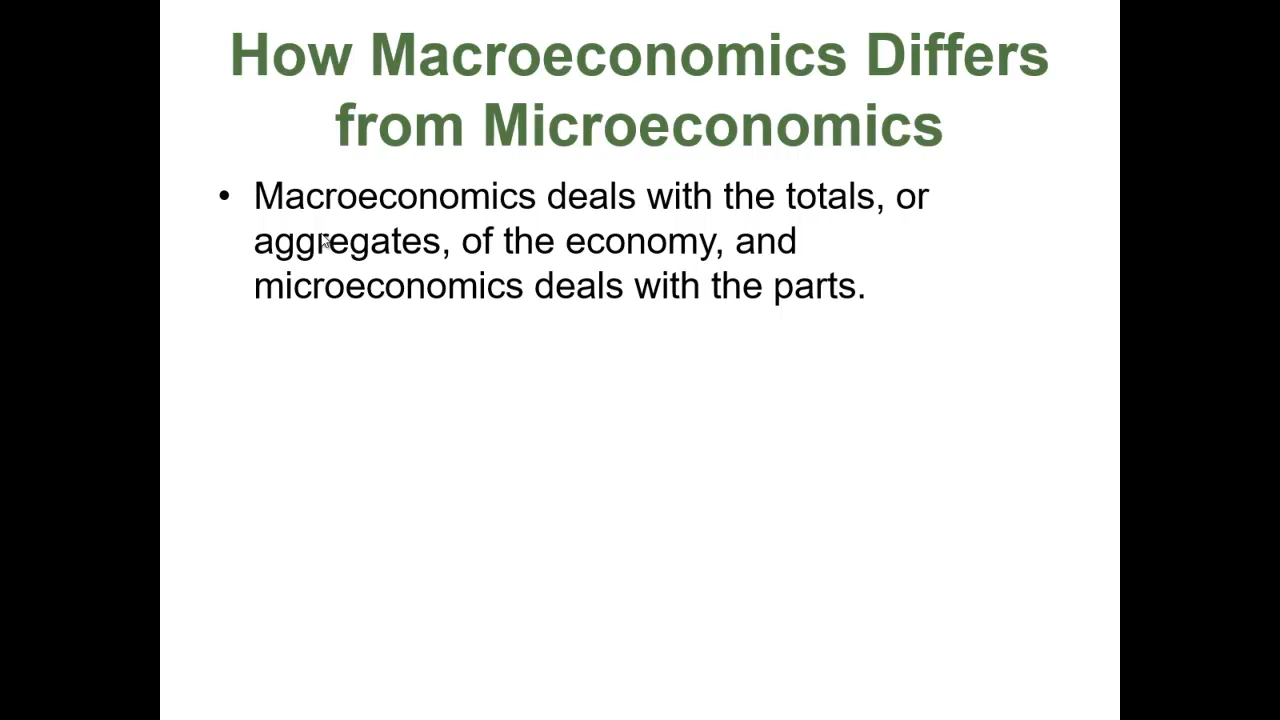 How Macroeconomics Differs
from Microeconomics
• Macroeconomics deals with the totals, or
aggregates, of the economy, and
microeconomics deals with the parts.